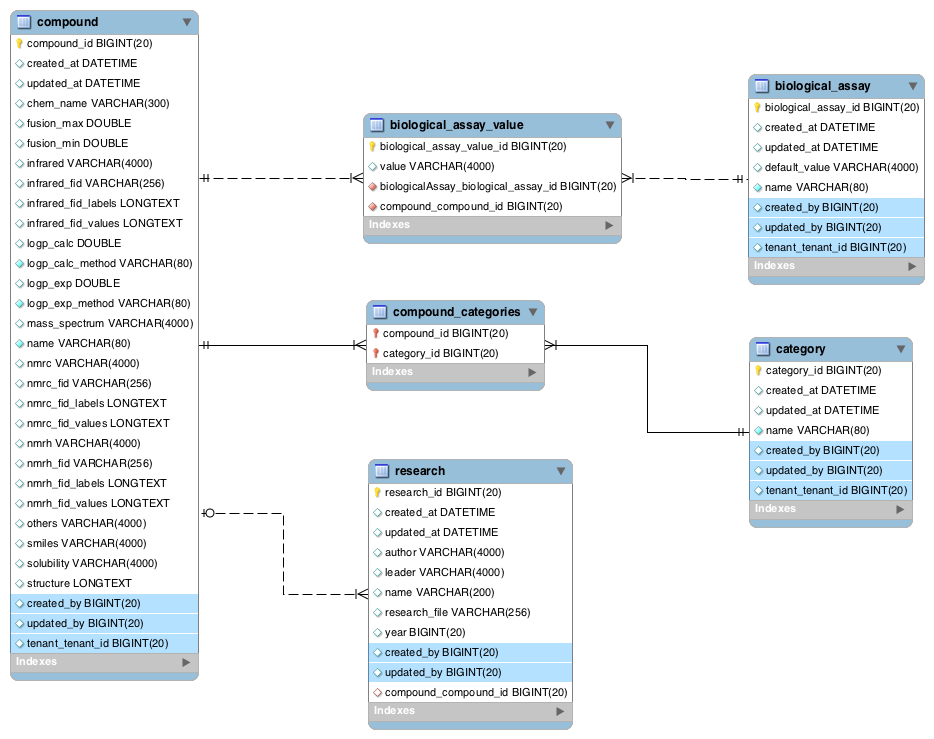 compound
compound_id BIGINT(20)
created_at DATETIME
updated_at DATETIME
chem_name VARCHAR(300)
fusion_max DOUBLE
fusion_min DOUBLE
infrared VARCHAR(4000)
infrared_fid VARCHAR(256)
infrared_fid_labels LONGTEXT
infrared_fid_values LONGTEXT
logp_calc DOUBLE
logp_calc_method VARCHAR(80)
logp_exp DOUBLE
logp_exp_method VARCHAR(80)
mass_spectrum VARCHAR(4000)
name VARCHAR(80)
nmrc VARCHAR(4000)
nmrc_fid VARCHAR(256)
nmrc_fid_labels LONGTEXT
nmrc_fid_values LONGTEXT
nmrh VARCHAR(4000)
nmrh_fid VARCHAR(256)
nmrh_fid_labels LONGTEXT
nmrh_fid_values LONGTEXT
others VARCHAR(4000)
smiles VARCHAR(4000)
solubility VARCHAR(4000)
structure LONGTEXT
created_by BIGINT(20)
updated_by BIGINT(20)
tenant_tenant_id BIGINT(20)
Indexes
biological_assay_value
biological_assay_value_id BIGINT(20)
value VARCHAR(4000)
biologicalAssay_biological_assay_id BIGINT(20)
compound_compound_id BIGINT(20)
Indexes
biological_assay
biological_assay_id BIGINT(20)
created_at DATETIME
updated_at DATETIME
default_value VARCHAR(4000)
name VARCHAR(80)
created_by BIGINT(20)
updated_by BIGINT(20)
tenant_tenant_id BIGINT(20)
Indexes
compound_categories
compound_id BIGINT(20)
category_id BIGINT(20)
Indexes
category
category_id BIGINT(20)
created_at DATETIME
updated_at DATETIME
name VARCHAR(80)
created_by BIGINT(20)
updated_by BIGINT(20)
tenant_tenant_id BIGINT(20)
Indexes
research
research_id BIGINT(20)
created_at DATETIME
updated_at DATETIME
author VARCHAR(4000)
leader VARCHAR(4000)
name VARCHAR(200)
research_file VARCHAR(256)
year BIGINT(20)
created_by BIGINT(20)
updated_by BIGINT(20)
compound_compound_id BIGINT(20)
Indexes